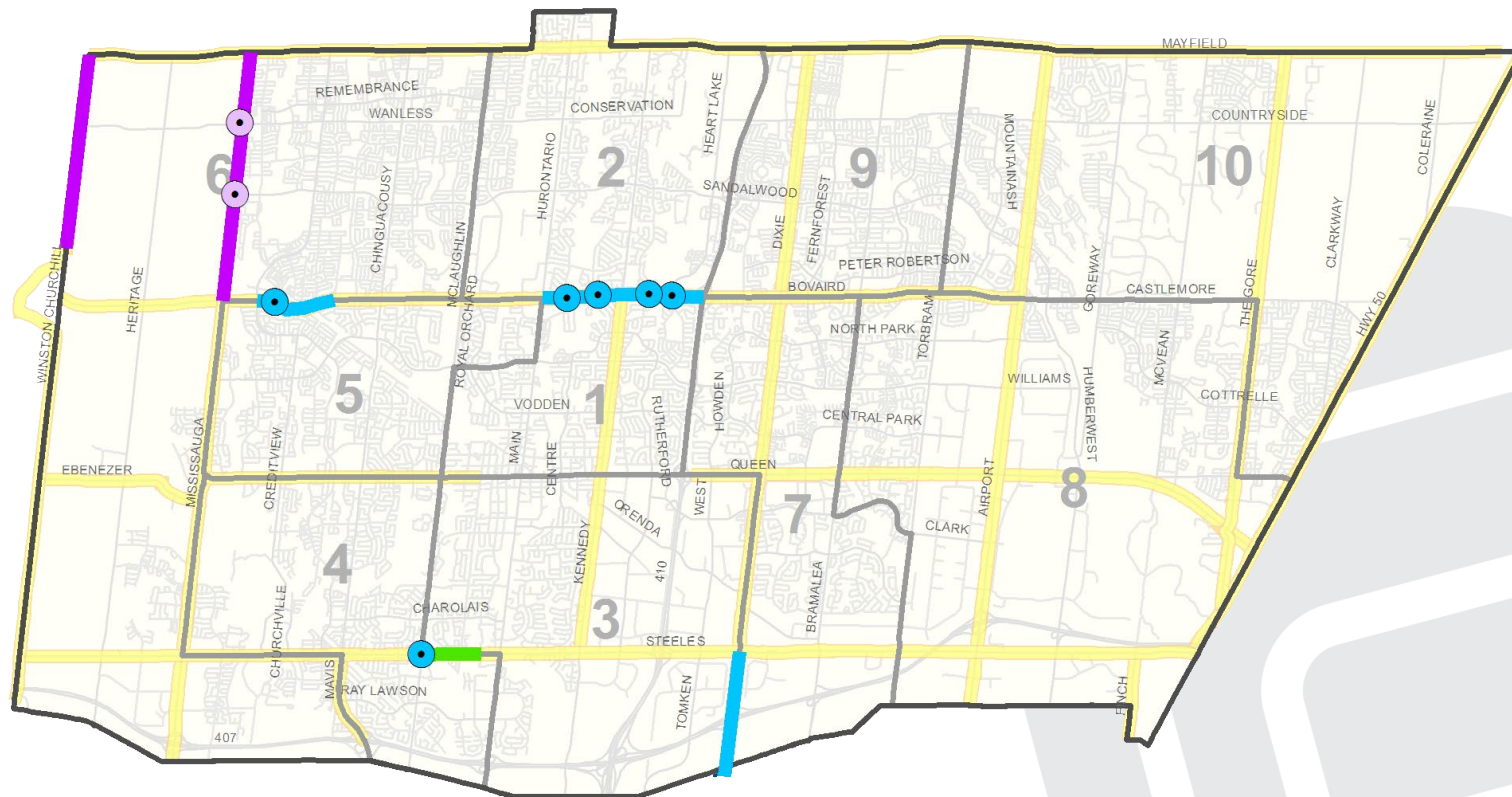 MAYFIELD
REMEMBRANCE
WANLESS
CONSERVATION
HEART LAKE
COUNTRYSIDE
COLERAINE
MOUNTAINASH
HURONTARIO
6
2
9
10
CHINGUACOUSY
SANDALWOOD
FERNFOREST
DIXIE
CLARKWAY
MCLAUGHLIN
PETER ROBERTSON
GOREWAY
THE GORE
WINSTON CHURCHILL
HERITAGE
BOVAIRD
CASTLEMORE
HWY 50
ROYAL ORCHARD
NORTH PARK
TORBRAM
MCVEAN
5
1
WILLIAMS
HUMBERWEST
COTTRELLE
VODDEN
RUTHERFORD
HOWDEN
CENTRAL PARK
MISSISSAUGA
CREDITVIEW
MAIN
CENTRE
EBENEZER
QUEEN
WEST
AIRPORT
8
7
ORENDA
CLARK
KENNEDY
410
4
CHURCHVILLE
CHAROLAIS
3
BRAMALEA
STEELES
MAVIS
RAY LAWSON
TOMKEN
FINCH
407